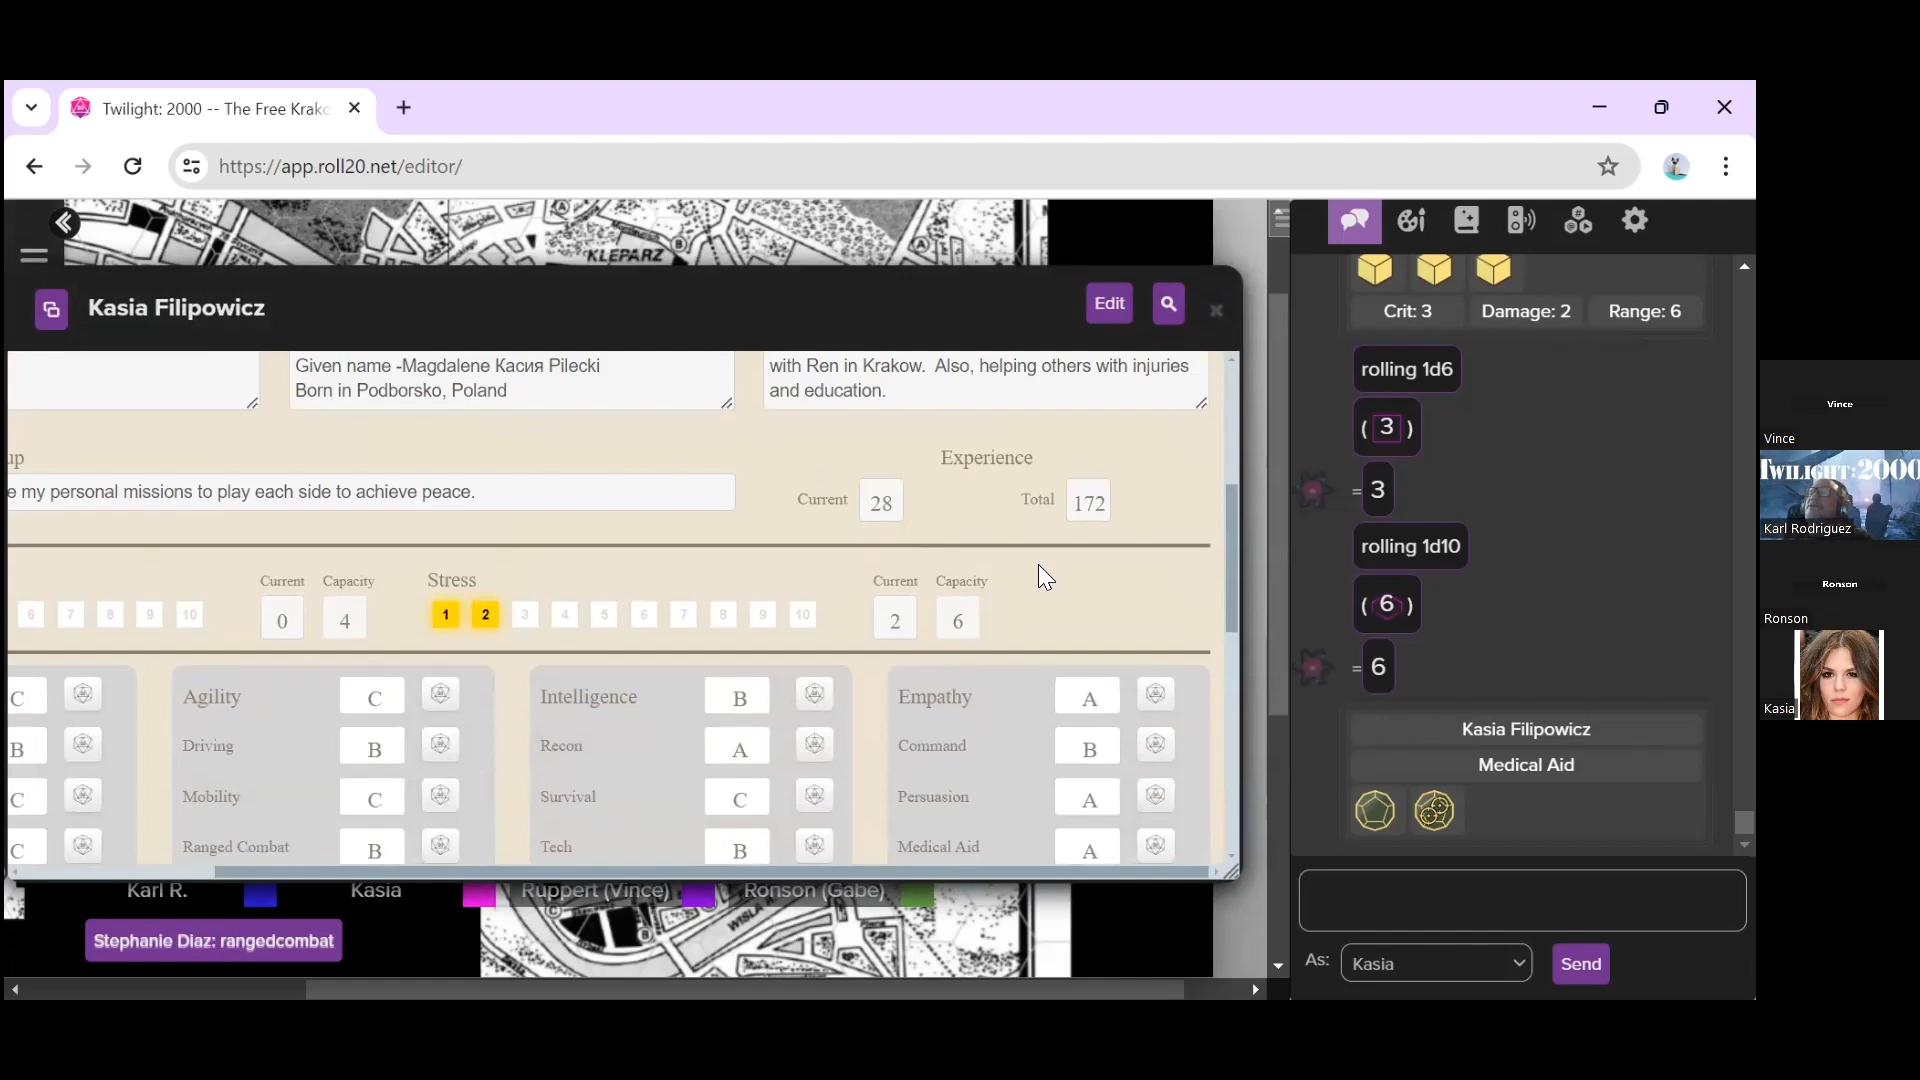 Twilight: 2000 -- The Free Krako
https://app.roll20.net/editor/
KLEPARZ
Kasia Filipowicz
Edit
Given name -Magdalene Касия Pilecki
Born in Podborsko, Poland
with Ren in Krakow. Also, helping others with injuries
and education.
up
Experience
e my personal missions to play each side to achieve peace.
Current 28 Total 172
Current Capacity Stress Current Capacity
6 7 8 9 10 0 4 1 2 3 4 5 6 7 8 9 10 2 6
C Agility C Intelligence B Empathy A
B Driving B Recon A Command B
C Mobility C Survival C Persuasion A
C Ranged Combat B Tech B Medical Aid A
Karl R. Kasia Ruppert (Vince) Ronson (Gabe)
Stephanie Diaz: rangedcombat
Crit: 3 Damage: 2 Range: 6
rolling 1d6
( 3 )
= 3
rolling 1d10
( 6 )
= 6
Kasia Filipowicz
Medical Aid
As: Kasia Send
Vince
Vince
TWILIGHT:2000
Karl Rodriguez
Ronson
Ronson
Kasia